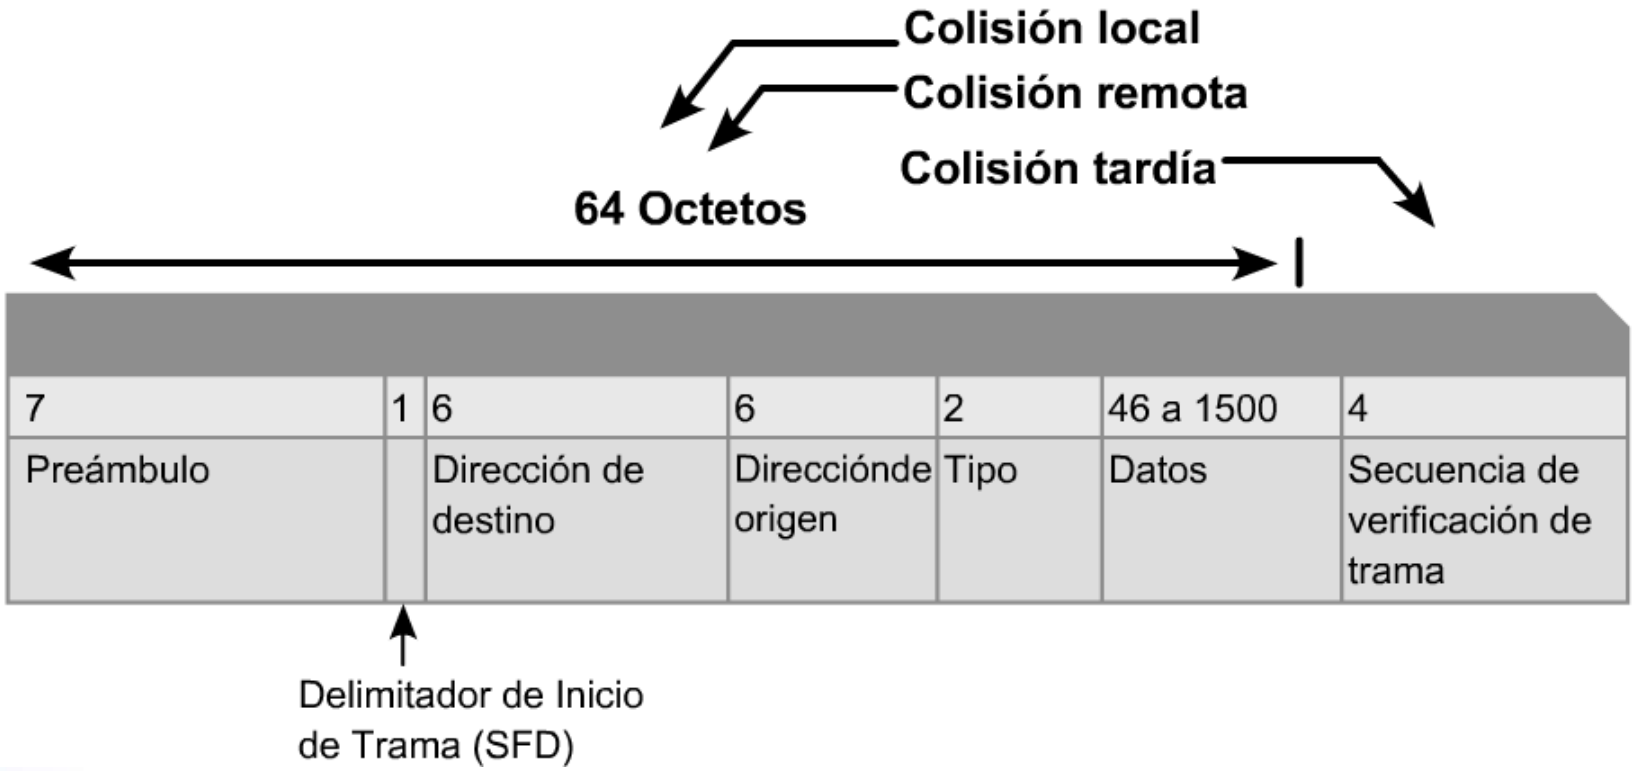 Colisión local
Colisión remota
Colisión tardía
64 Octetos
7 1 6 6 2 46 a 1500 4
Preámbulo
Dirección de
destino
Direcciónde
origen
Tipo
Datos
Secuencia de
verificación de
trama
Delimitador de Inicio
de Trama (SFD)